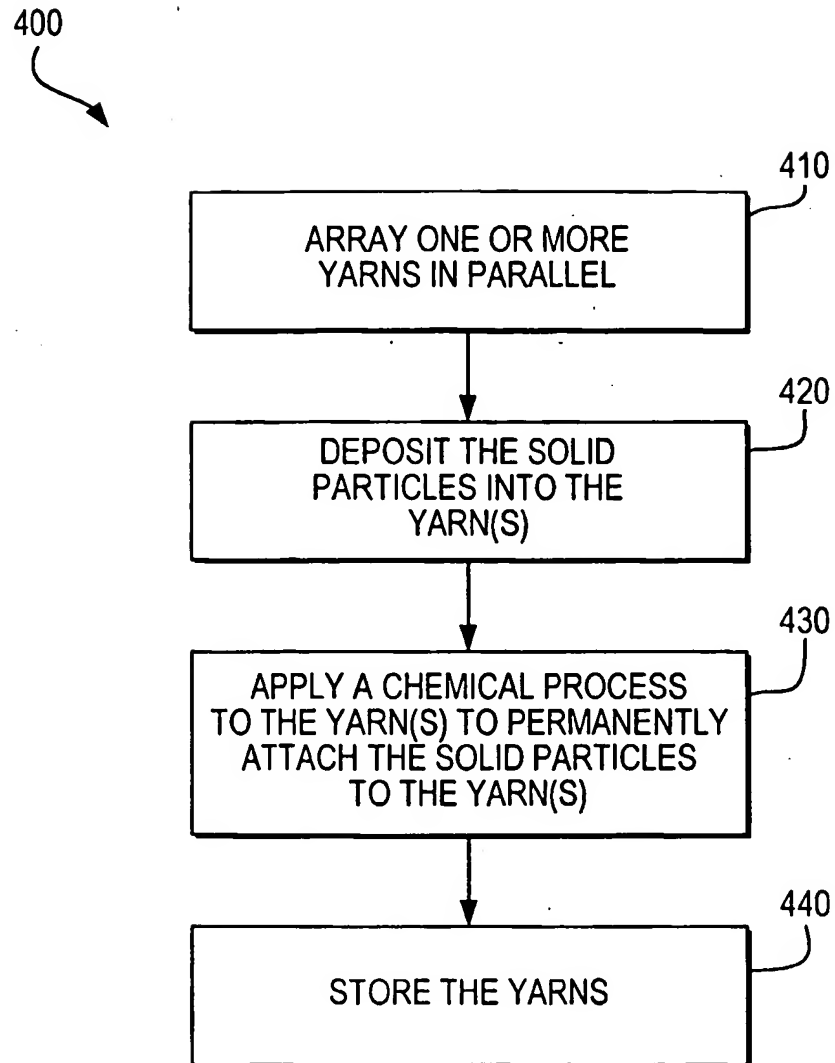 400
410
ARRAY ONE OR MORE
YARNS IN PARALLEL
420
DEPOSIT THE SOLID
PARTICLES INTO THE
YARN(S)
430
APPLY A CHEMICAL PROCESS
TO THE YARN(S) TO PERMANENTLY
ATTACH THE SOLID PARTICLES
TO THE YARN(S)
440
STORE THE YARNS